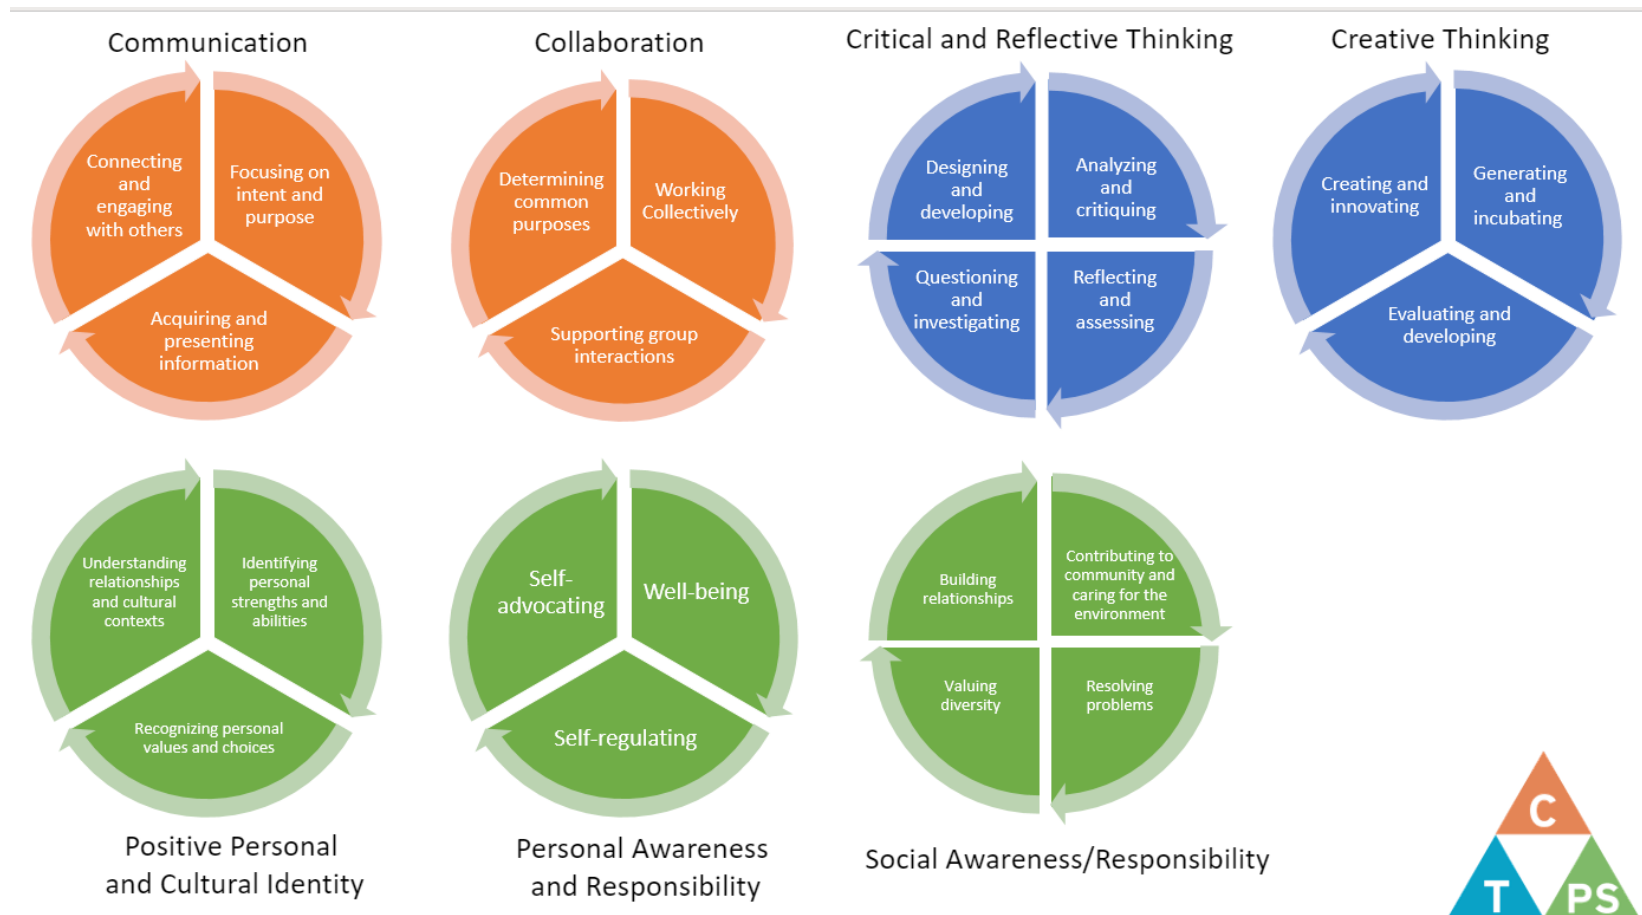 Communication
Connecting
and
engaging
with others
Focusing on
intent and
purpose
Acquiring and
presenting
information
Collaboration
Determining
common
purposes
Working
Collectively
Supporting group
interactions
Critical and Reflective Thinking
Designing
and
developing
Analyzing
and
critiquing
Questioning
and
investigating
Reflecting
and
assessing
Creative Thinking
Creating and
innovating
Generating
and
incubating
Evaluating and
developing
Understanding
relationships
and cultural
contexts
Identifying
personal
strengths and
abilities
Recognizing personal
values and choices
Positive Personal
and Cultural Identity
Self-
advocating
Well-being
Self-regulating
Personal Awareness
and Responsibility
Building
relationships
Contributing to
community and
caring for the
environment
Valuing
diversity
Resolving
problems
Social Awareness/Responsibility
C
T
PS